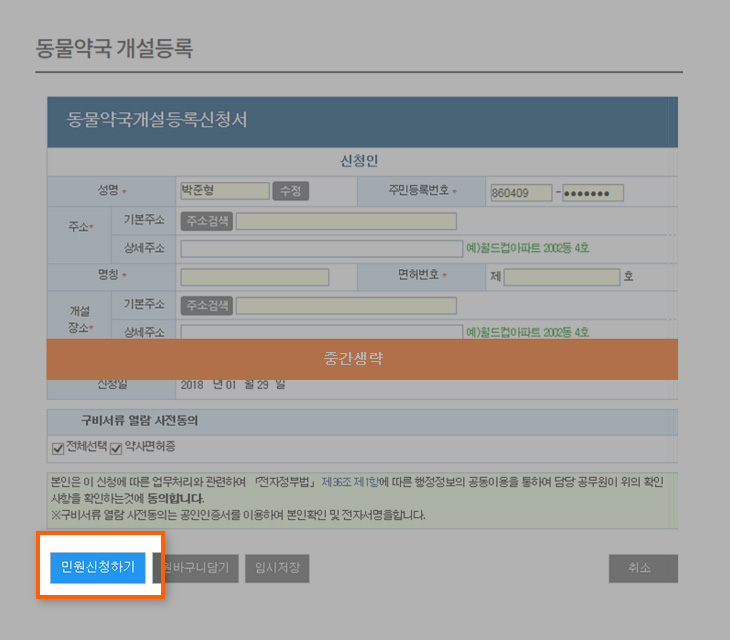 동물약국 개설등록
동물약국개설등록신청서
신청인
성명 * 박준형 수정 주민등록번호 * 860409 - •••••••
주소* 기본주소 주소검색
상세주소 예)월드컵아파트 2002동 4호
명칭 * 면허번호 * 제 호
개설
장소* 기본주소 주소검색
상세주소 예)월드컵아파트 2002동 4호
중간생략
신청일 2018 년 01 월 29 일
구비서류 열람 사전동의
전체선택 약사면허증
본인은 이 신청에 따른 업무처리와 관련하여 「전자정부법」 제36조 제1항에 따른 행정정보의 공동이용을 통하여 담당 공무원이 위의 확인
사항을 확인하는것에 동의합니다.
※구비서류 열람 사전동의는 공인인증서를 이용하여 본인확인 및 전자서명을합니다.
민원신청하기 원바구니담기 임시저장 취소